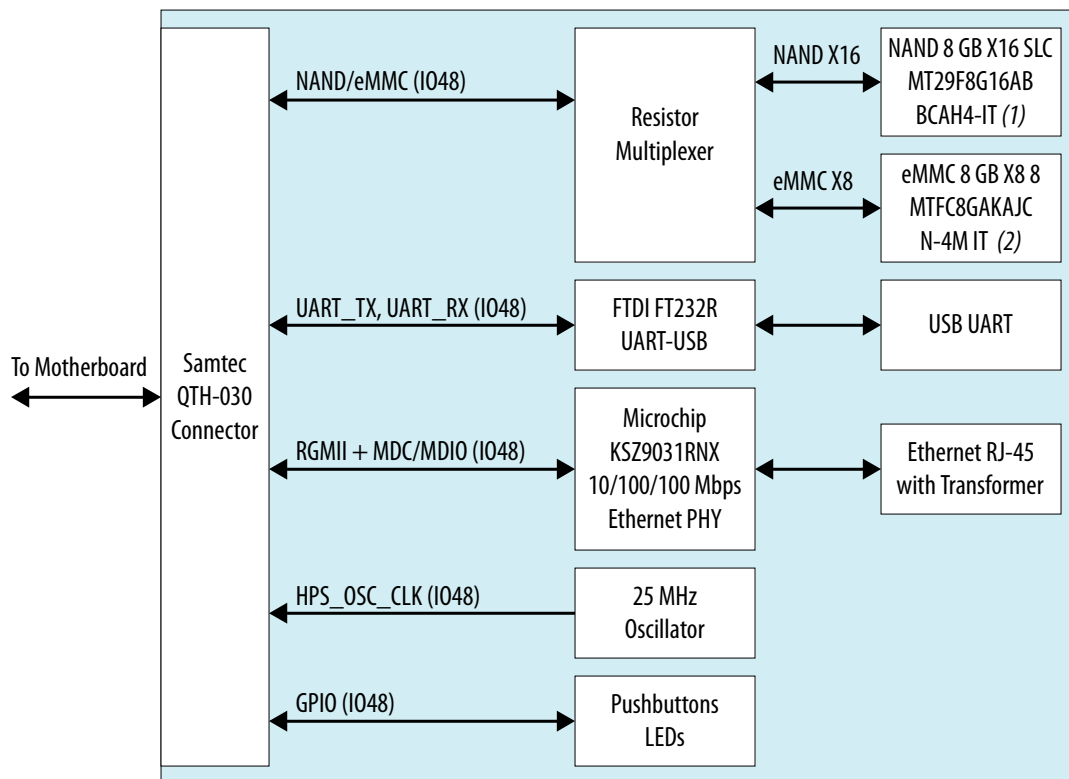 To Motherboard
Samtec
QTH-030
Connector
NAND/eMMC (IO48)
Resistor
Multiplexer
NAND X16
NAND 8 GB X16 SLC
MT29F8G16AB
BCAH4-IT (1)
eMMC X8
eMMC 8 GB X8 8
MTFC8GAKAJC
N-4M IT (2)
UART_TX, UART_RX (IO48)
FTDI FT232R
UART-USB
USB UART
RGMII + MDC/MDIO (IO48)
Microchip
KSZ9031RNX
10/100/100 Mbps
Ethernet PHY
Ethernet RJ-45
with Transformer
HPS_OSC_CLK (IO48)
25 MHz
Oscillator
GPIO (IO48)
Pushbuttons
LEDs